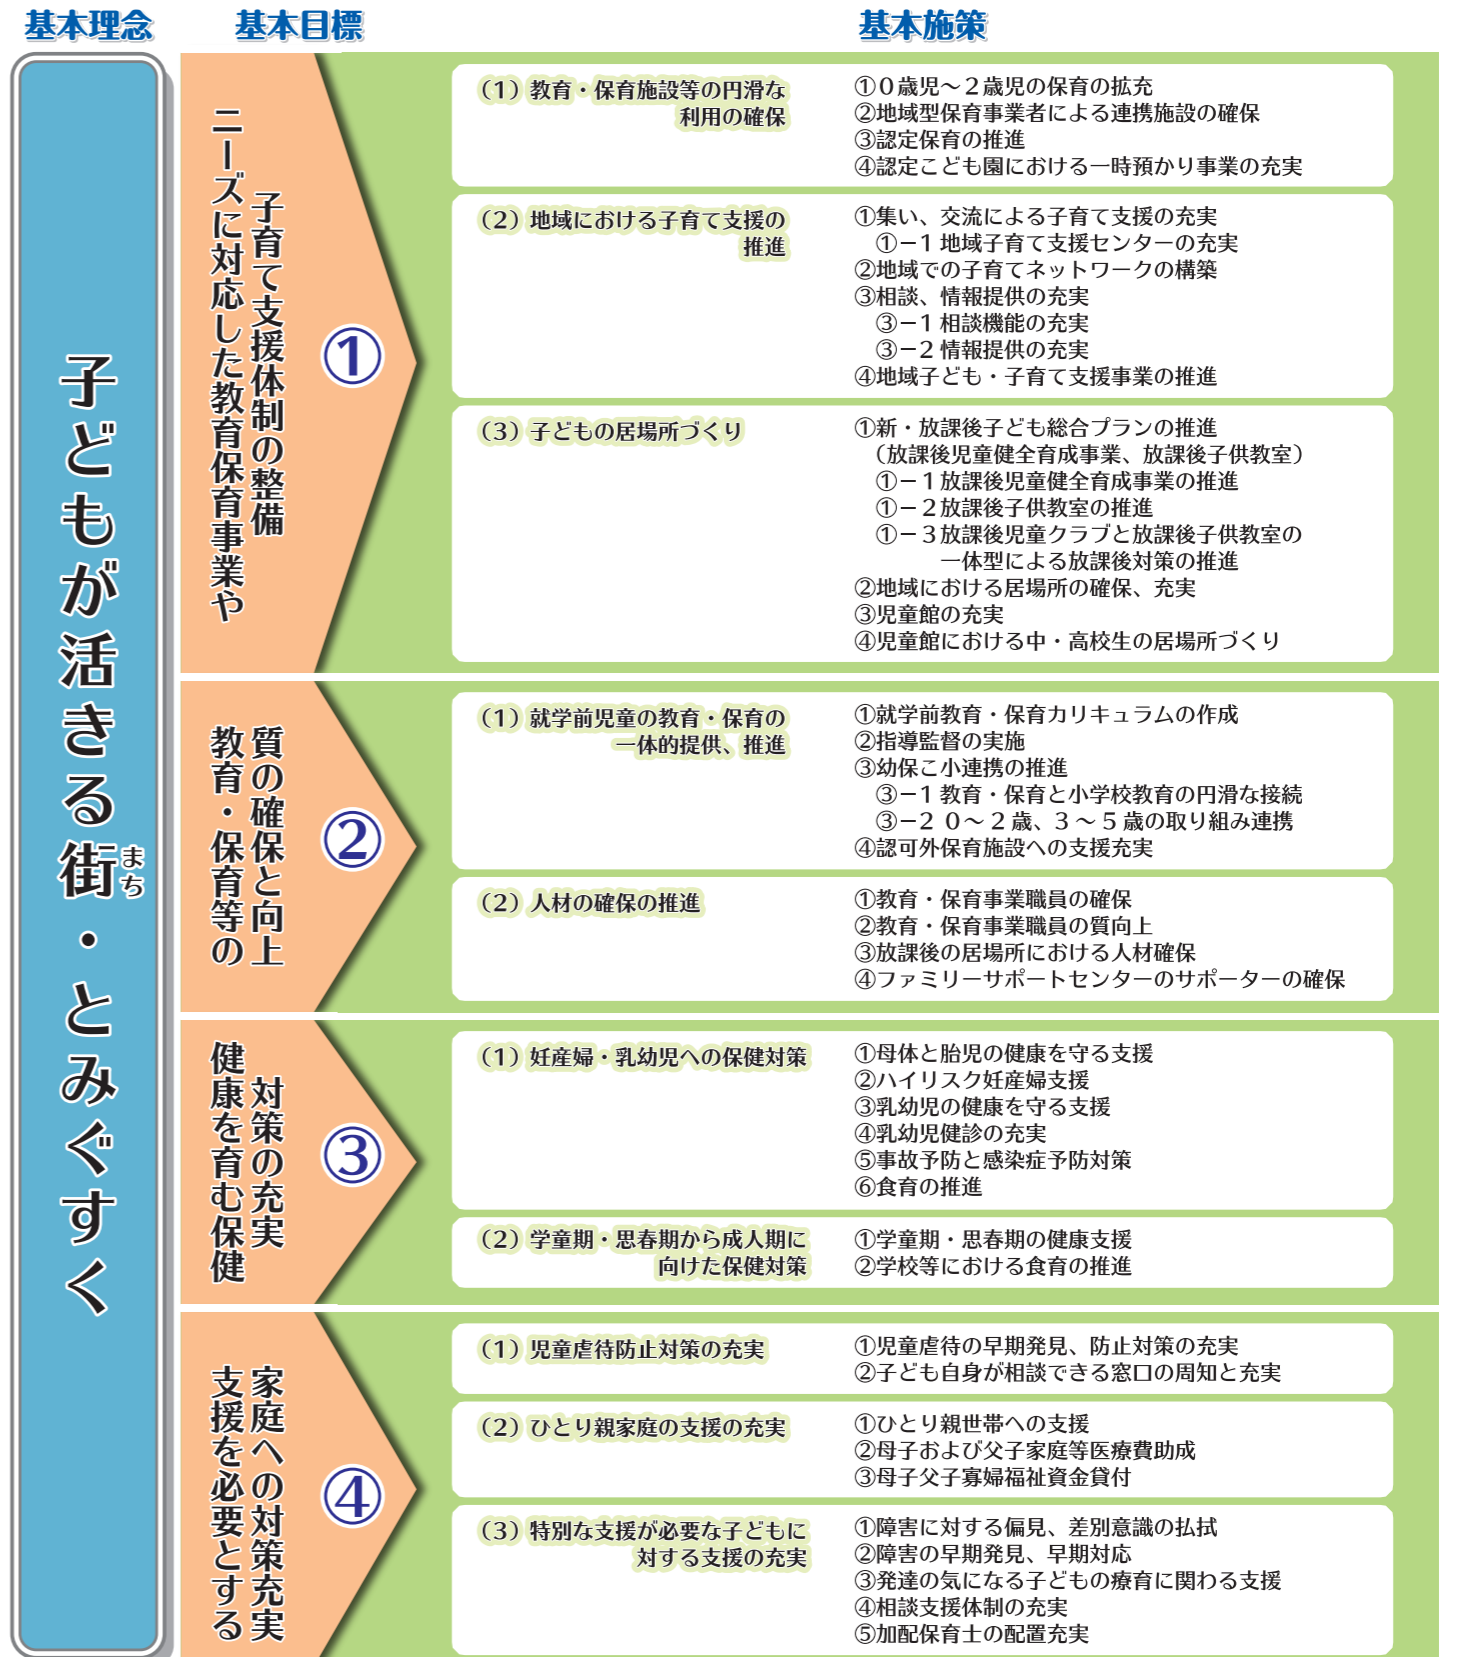 基本理念
基本目標
基本施策
子どもが活きる街・とみぐすく
まち
ニーズに対応した教育保育事業や
子育て支援体制の整備
①
（1）教育・保育施設等の円滑な
利用の確保
①０歳児～２歳児の保育の拡充
②地域型保育事業者による連携施設の確保
③認定保育の推進
④認定こども園における一時預かり事業の充実
（2）地域における子育て支援の
推進
①集い、交流による子育て支援の充実
①－1 地域子育て支援センターの充実
②地域での子育てネットワークの構築
③相談、情報提供の充実
③－1 相談機能の充実
③－2 情報提供の充実
④地域子ども・子育て支援事業の推進
（3）子どもの居場所づくり
①新・放課後子ども総合プランの推進
（放課後児童健全育成事業、放課後子供教室）
①－１放課後児童健全育成事業の推進
①－２放課後子供教室の推進
①－３放課後児童クラブと放課後子供教室の
一体型による放課後対策の推進
②地域における居場所の確保、充実
③児童館の充実
④児童館における中・高校生の居場所づくり
教育・保育等の
質の確保と向上
②
（1）就学前児童の教育・保育の
一体的提供、推進
①就学前教育・保育カリキュラムの作成
②指導監督の実施
③幼保こ小連携の推進
③－1 教育・保育と小学校教育の円滑な接続
③－2 ０～２歳、３～５歳の取り組み連携
④認可外保育施設への支援充実
（2）人材の確保の推進
①教育・保育事業職員の確保
②教育・保育事業職員の質向上
③放課後の居場所における人材確保
④ファミリーサポートセンターのサポーターの確保
健康を育む保健
対策の充実
③
（1）妊産婦・乳幼児への保健対策
①母体と胎児の健康を守る支援
②ハイリスク妊産婦支援
③乳幼児の健康を守る支援
④乳幼児健診の充実
⑤事故予防と感染症予防対策
⑥食育の推進
（2）学童期・思春期から成人期に
向けた保健対策
①学童期・思春期の健康支援
②学校等における食育の推進
支援を必要とする
家庭への対策充実
④
（1）児童虐待防止対策の充実
①児童虐待の早期発見、防止対策の充実
②子ども自身が相談できる窓口の周知と充実
（2）ひとり親家庭の支援の充実
①ひとり親世帯への支援
②母子および父子家庭等医療費助成
③母子父子寡婦福祉資金貸付
（3）特別な支援が必要な子どもに
対する支援の充実
①障害に対する偏見、差別意識の払拭
②障害の早期発見、早期対応
③発達の気になる子どもの療育に関わる支援
④相談支援体制の充実
⑤加配保育士の配置充実